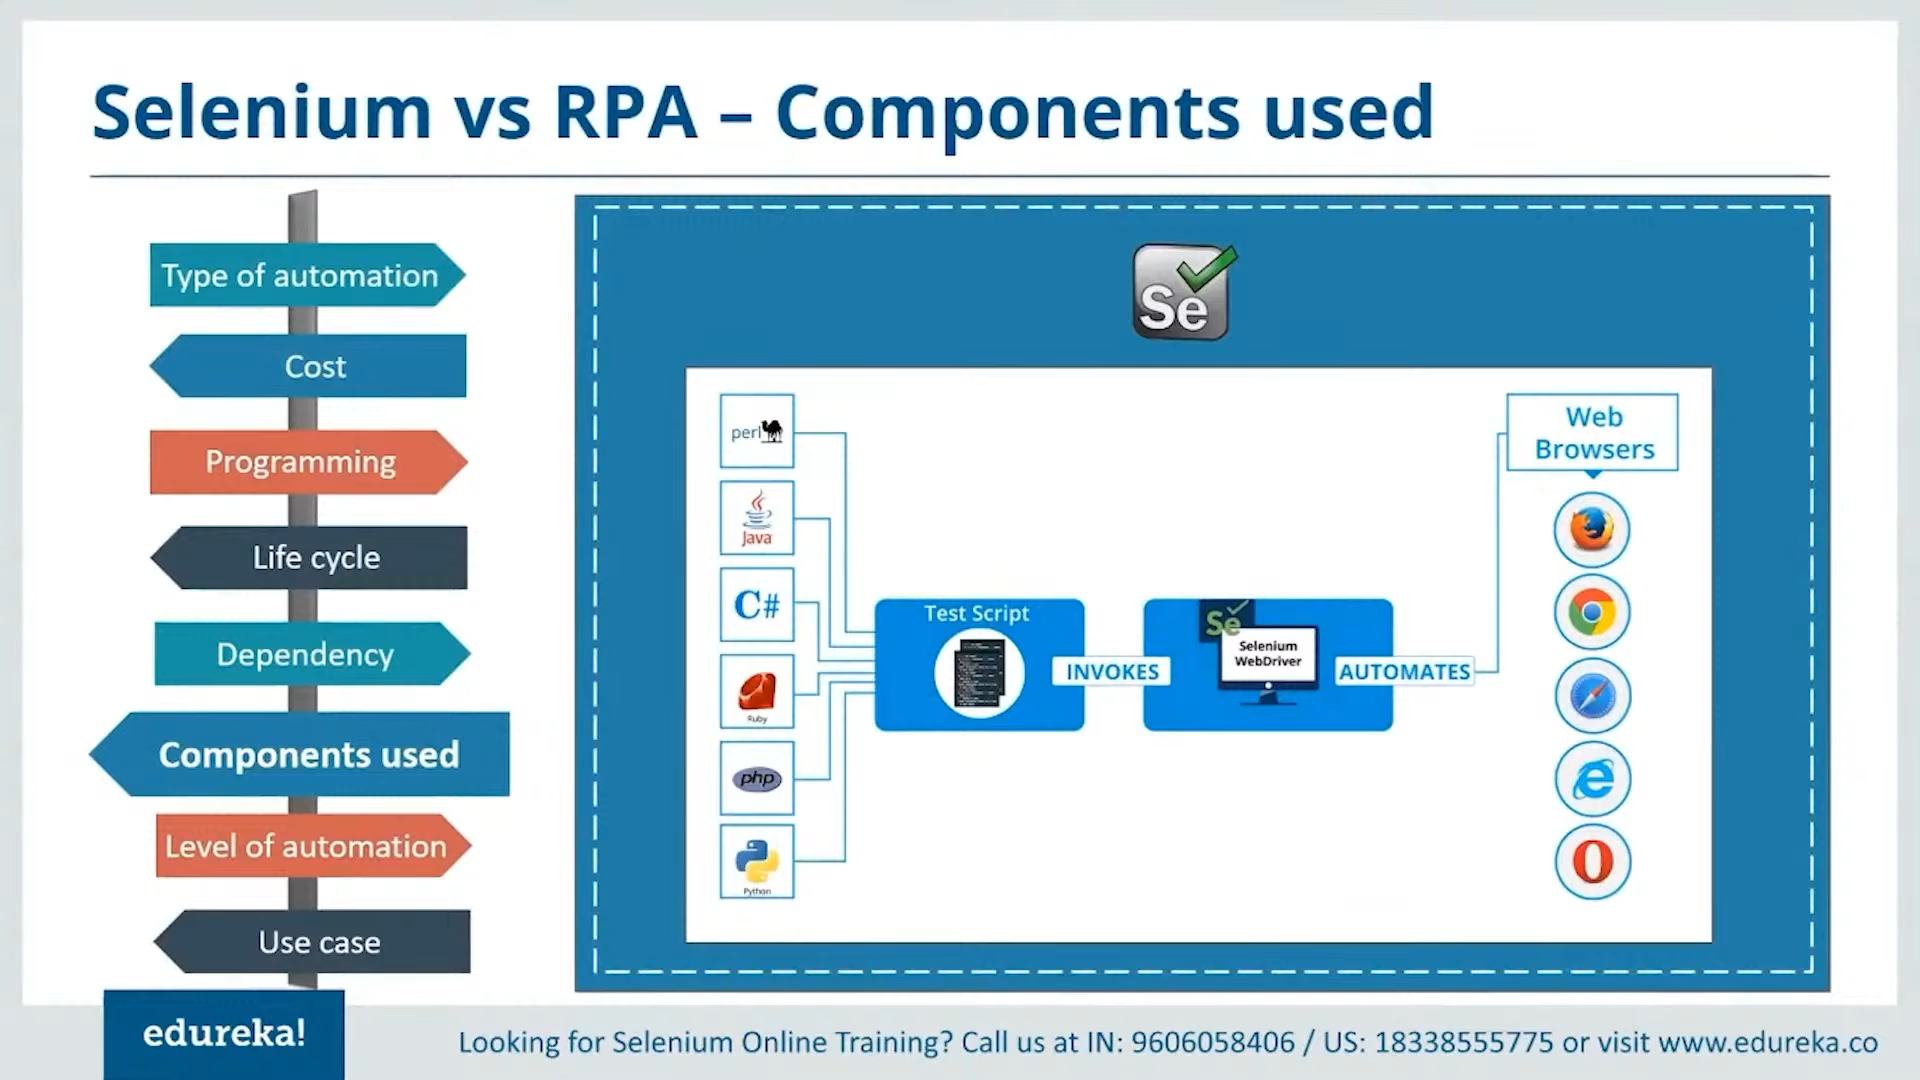 Selenium vs RPA – Components used
Type of automation
Cost
Programming
Life cycle
Dependency
Components used
Level of automation
Use case
Se
perl
Java
C#
Ruby
php
Python
Test Script
INVOKES
Se
Selenium
WebDriver
AUTOMATES
Web
Browsers
edureka!
Looking for Selenium Online Training? Call us at IN: 9606058406 / US: 18338555775 or visit www.edureka.co